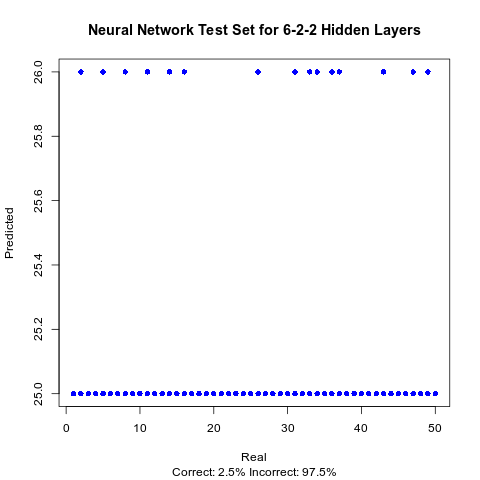 Neural Network Test Set for 6-2-2 Hidden Layers
Predicted
26.0
25.8
25.6
25.4
25.2
25.0
0 10 20 30 40 50
Real
Correct: 2.5% Incorrect: 97.5%